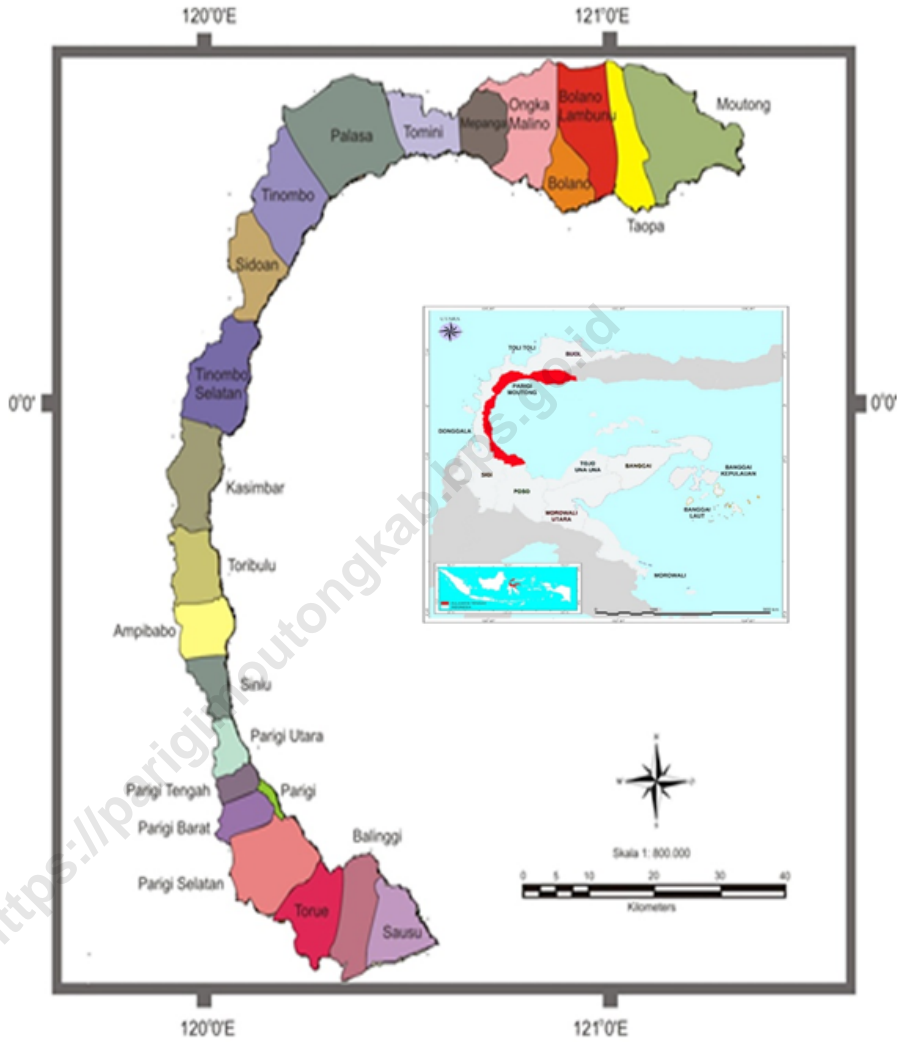 120°0'E
121°0'E
Palasa
Tomini
Mepanga
Ongka
Malino
Bolano
Lambunu
Moutong
Bolano
Taopa
Tinombo
Sidoan
Tinombo
Selatan
0°0'
0°0'
Kasimbar
Toribulu
Ampibabo
Siniu
Parigi Utara
Parigi Tengah
Parigi
Parigi Barat
Parigi Selatan
Balinggi
Torue
Sausu
TOLI TOLI
BUOL
PARIGI
MOUTONG
DONGGALA
SIGI
POSO
TOJO
UNA UNA
BANGGAI
BANGGAI
KEPULAUAN
BANGGAI
LAUT
MOROWALI
UTARA
MOROWALI
Skala 1: 800.000
0 5 10 20 30 40
Kilometers
120°0'E
121°0'E
https://parigimoutongkab.bps.go.id